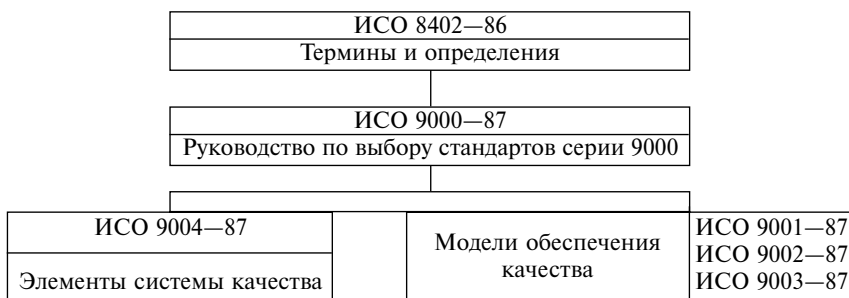 ИСО 8402—86
Термины и определения
ИСО 9000—87
Руководство по выбору стандартов серии 9000
ИСО 9004—87
Элементы системы качества
Модели обеспечения
качества
ИСО 9001—87
ИСО 9002—87
ИСО 9003—87